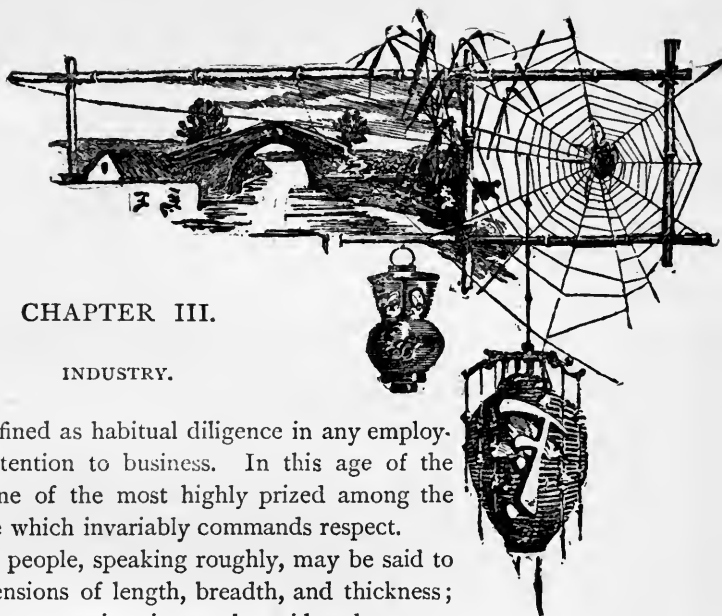 CHAPTER III.
INDUSTRY.
fined as habitual diligence in any employ-
tention to business. In this age of the
ne of the most highly prized among the
e which invariably commands respect.
people, speaking roughly, may be said to
ensions of length, breadth, and thickness;